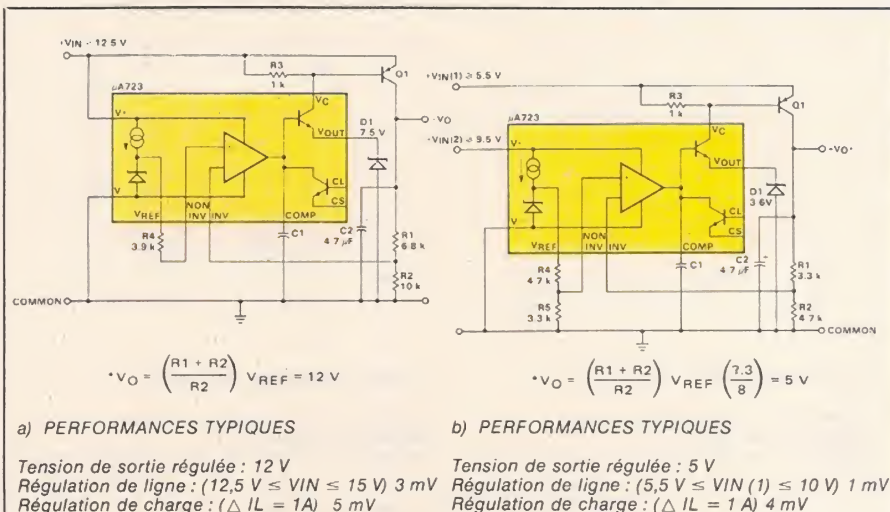 +VIN - 12.5 V
R3
1 k
Q1
µA723
VC
V+
VOUT
D1
7.5 V
-VO
V-
CL
CS
VREF
NON
INV
INV
COMP
R4
3.9 k
C1
C2
4.7 µF
R1
6.8 k
R2
10 k
COMMON
*VO = (R1 + R2 / R2) VREF = 12 V
a) PERFORMANCES TYPIQUES
Tension de sortie régulée : 12 V
Régulation de ligne : (12,5 V ≤ VIN ≤ 15 V) 3 mV
Régulation de charge : (△ IL = 1A) 5 mV
+VIN(1) ≥ 5.5 V
R3
1 k
Q1
µA723
VC
-VIN(2) ≥ 9.5 V
V+
VOUT
D1
3.6V
-VO*
V-
CL
CS
VREF
NON
INV
INV
COMP
R4
4.7 k
C1
C2
4.7 µF
R1
3.3 k
R5
3.3 k
R2
4.7 k
COMMON
*VO = (R1 + R2 / R2) VREF (7.3 / 8) = 5 V
b) PERFORMANCES TYPIQUES
Tension de sortie régulée : 5 V
Régulation de ligne : (5,5 V ≤ VIN (1) ≤ 10 V) 1 mV
Régulation de charge : (△ IL = 1 A) 4 mV